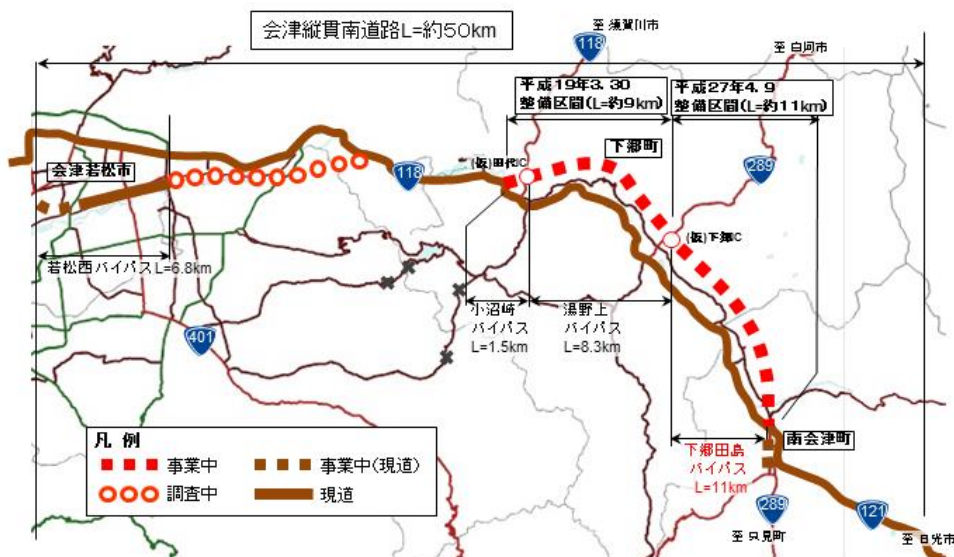 会津縦貫南道路L=約50km
至 須賀川市
118
至 白河市
平成19年3.30
整備区間(L=約9km)
平成27年4.9
整備区間(L=約11km)
下郷町
(仮)田代IC
289
会津若松市
118
(仮)下郷IC
若松西バイパスL=6.8km
401
小沼崎
バイパス
L=1.5km
湯野上
バイパス
L=8.3km
凡 例
事業中
事業中(現道)
調査中
現道
下郷田島
バイパス
L=11km
南会津町
289
至 只見町
121
至 日光市